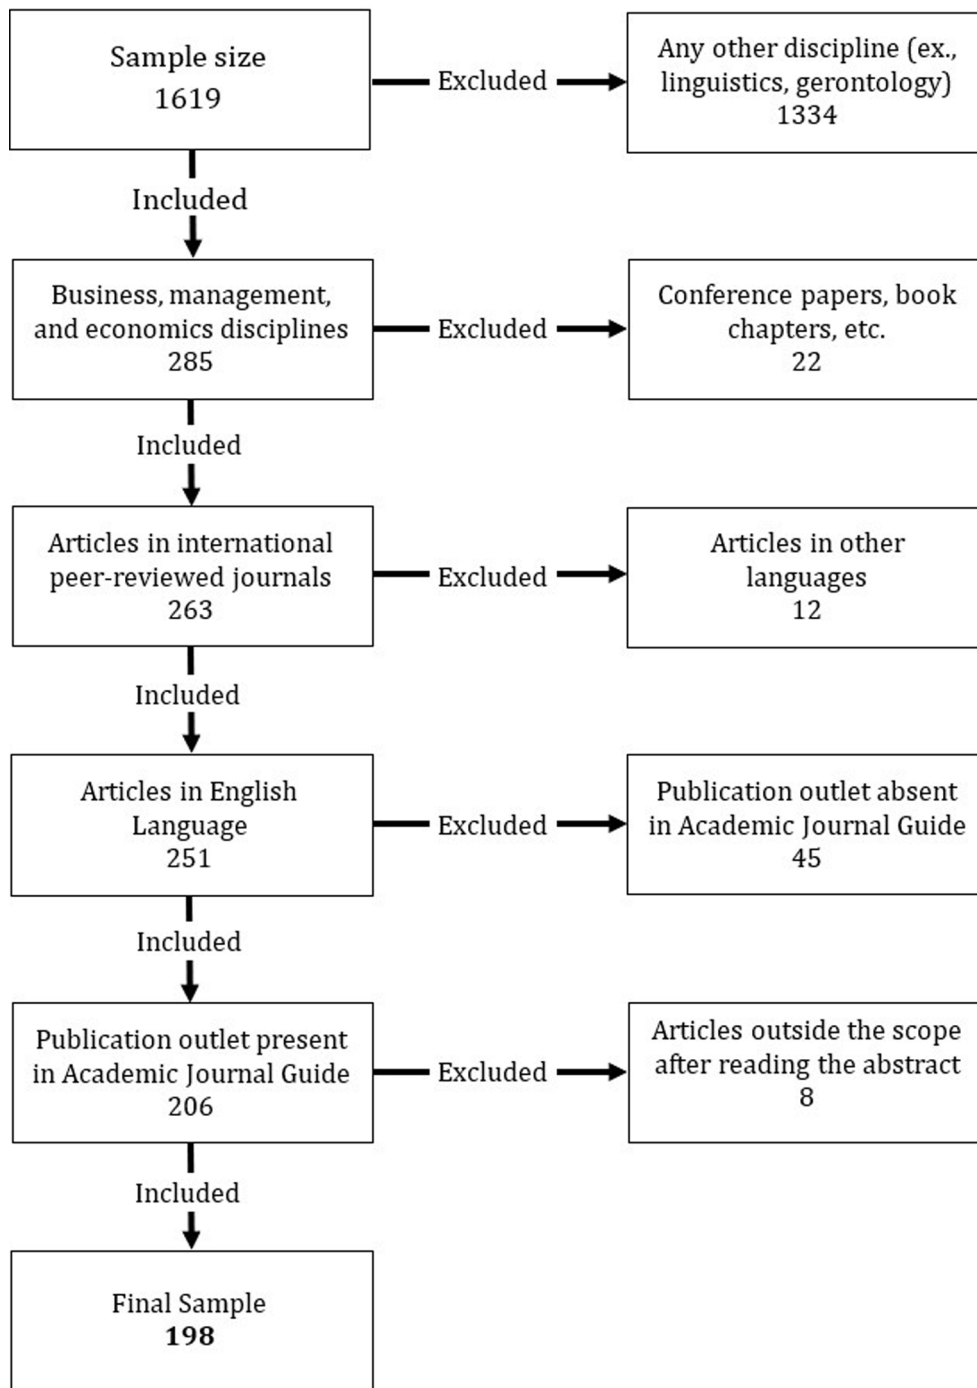 Sample size
1619
Excluded
Any other discipline (ex.,
linguistics, gerontology)
1334
Included
Business, management,
and economics disciplines
285
Excluded
Conference papers, book
chapters, etc.
22
Included
Articles in international
peer-reviewed journals
263
Excluded
Articles in other
languages
12
Included
Articles in English
Language
251
Excluded
Publication outlet absent
in Academic Journal Guide
45
Included
Publication outlet present
in Academic Journal Guide
206
Excluded
Articles outside the scope
after reading the abstract
8
Included
Final Sample
198